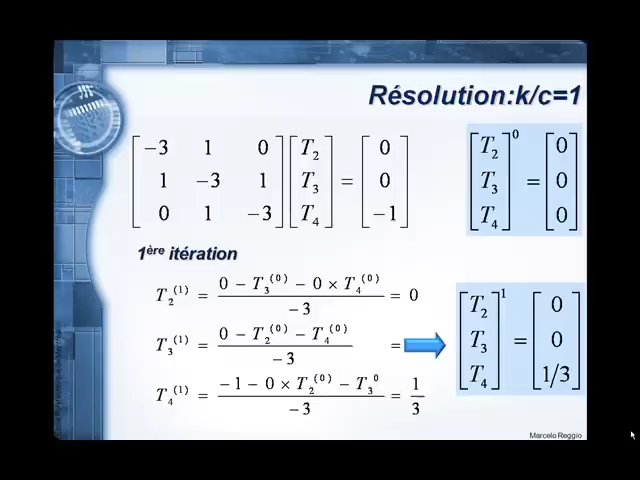 Résolution:k/c=1
[−3 1 0; 1 −3 1; 0 1 −3] [T₂; T₃; T₄] = [0; 0; −1]
[T₂; T₃; T₄]⁰ = [0; 0; 0]
1ère itération
T₂⁽¹⁾ = (0 − T₃⁽⁰⁾ − 0 × T₄⁽⁰⁾) / −3 = 0
T₃⁽¹⁾ = (0 − T₂⁽⁰⁾ − T₄⁽⁰⁾) / −3 =
T₄⁽¹⁾ = (−1 − 0 × T₂⁽⁰⁾ − T₃⁰) / −3 = 1/3
[T₂; T₃; T₄]¹ = [0; 0; 1/3]
Marcelo Reggio